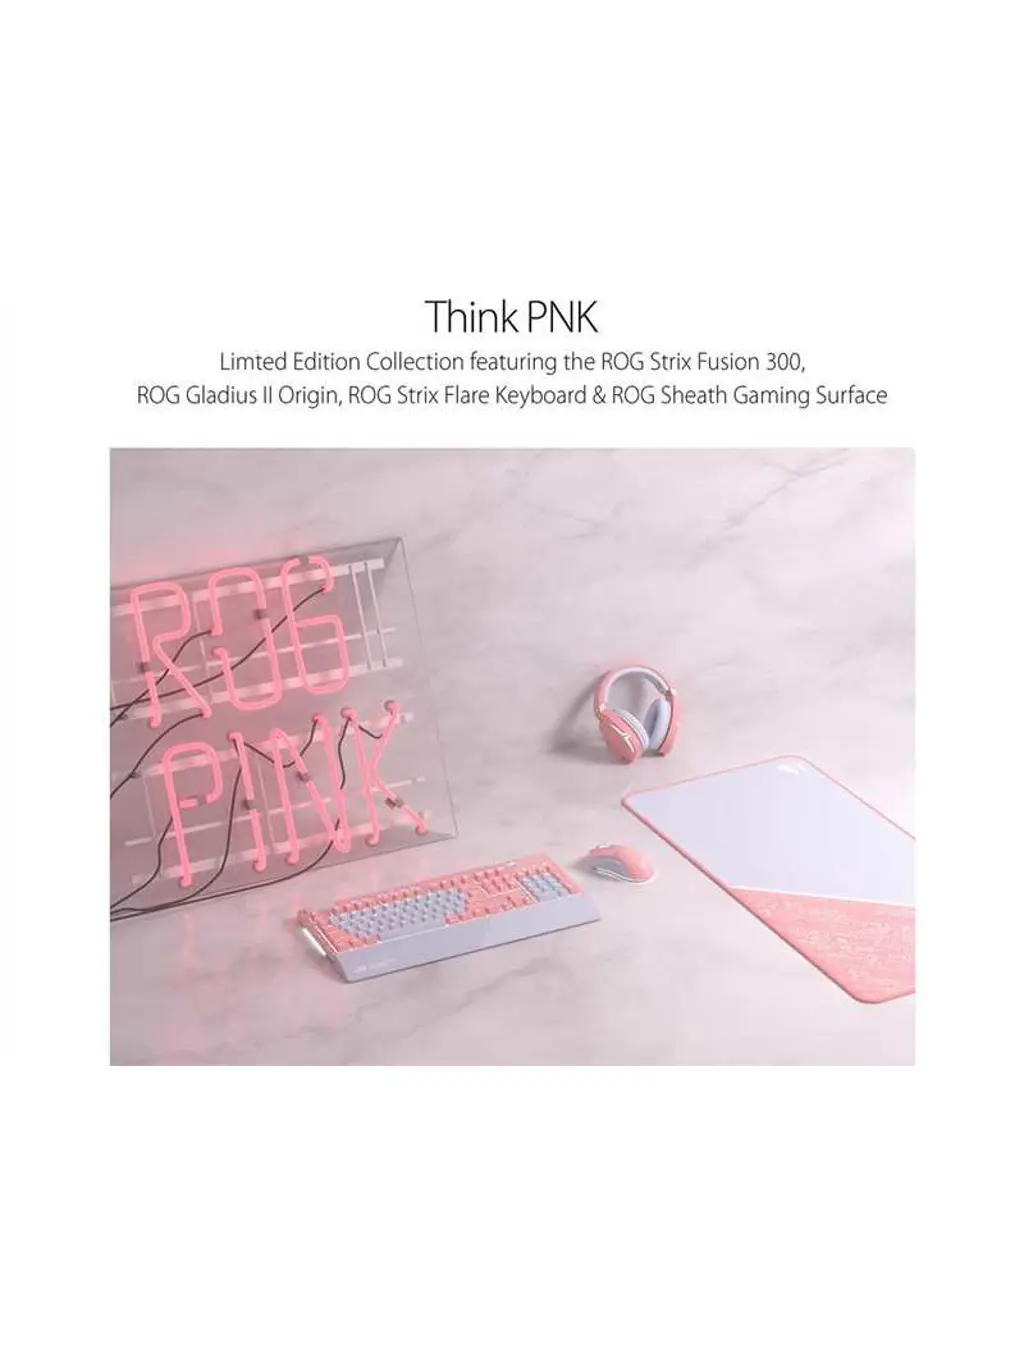 Think PNK
Limted Edition Collection featuring the ROG Strix Fusion 300,
ROG Gladius II Origin, ROG Strix Flare Keyboard & ROG Sheath Gaming Surface
ROG
PINK